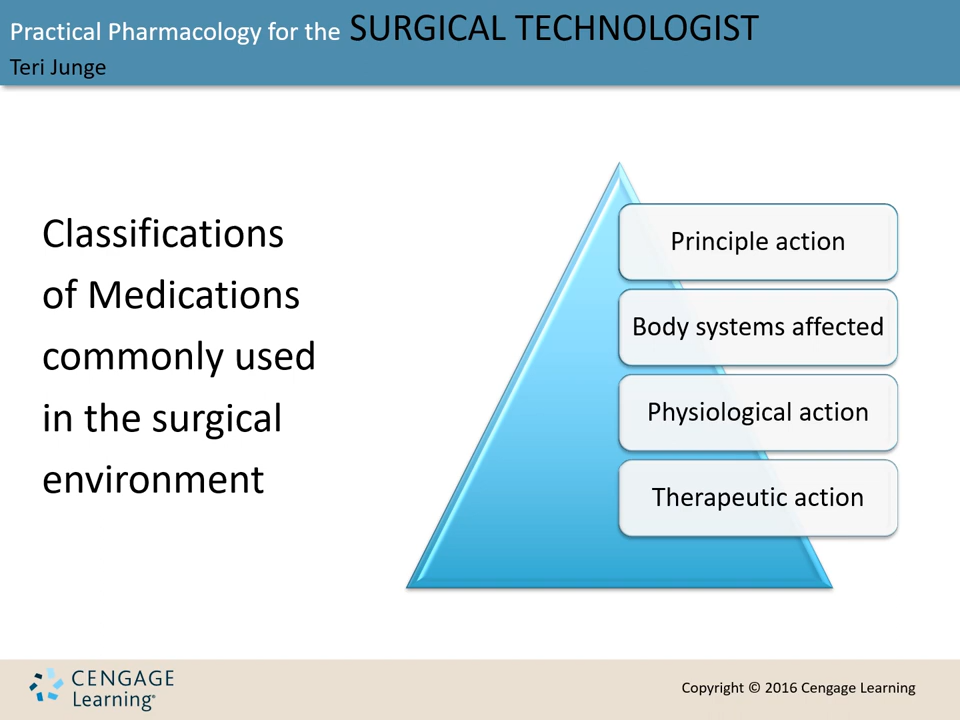 Practical Pharmacology for the SURGICAL TECHNOLOGIST
Teri Junge
Classifications
of Medications
commonly used
in the surgical
environment
Principle action
Body systems affected
Physiological action
Therapeutic action
CENGAGE
Learning®
Copyright © 2016 Cengage Learning